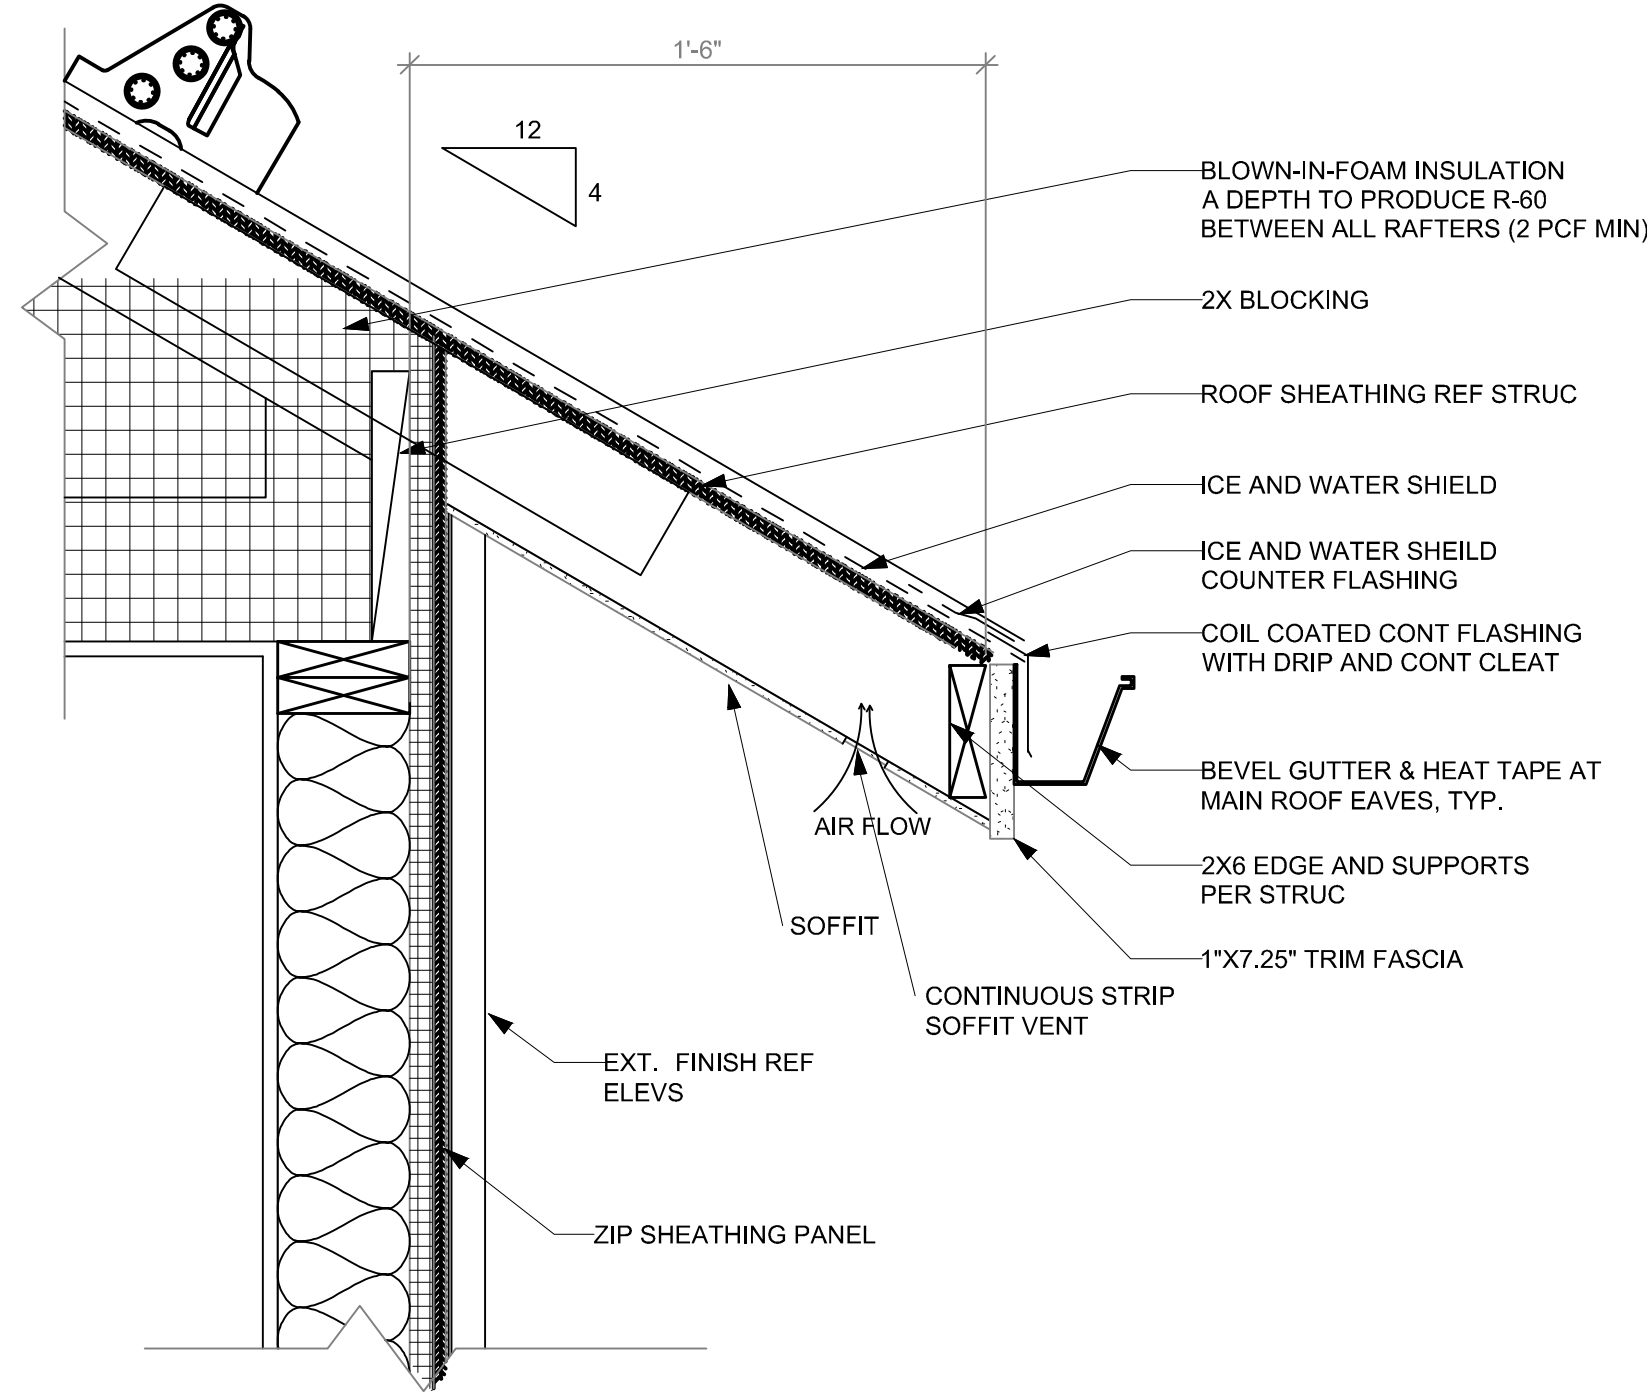 1'-6"
12
4
BLOWN-IN-FOAM INSULATION
A DEPTH TO PRODUCE R-60
BETWEEN ALL RAFTERS (2 PCF MIN)
2X BLOCKING
ROOF SHEATHING REF STRUC
ICE AND WATER SHIELD
ICE AND WATER SHEILD
COUNTER FLASHING
COIL COATED CONT FLASHING
WITH DRIP AND CONT CLEAT
BEVEL GUTTER & HEAT TAPE AT
MAIN ROOF EAVES, TYP.
AIR FLOW
2X6 EDGE AND SUPPORTS
PER STRUC
SOFFIT
1"X7.25" TRIM FASCIA
CONTINUOUS STRIP
SOFFIT VENT
EXT. FINISH REF
ELEVS
ZIP SHEATHING PANEL